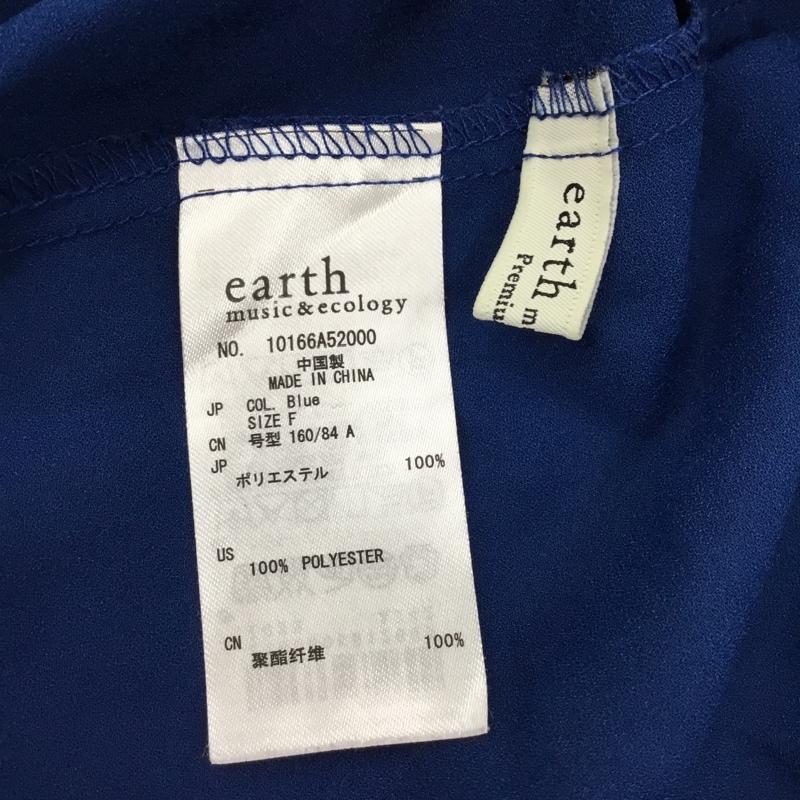 earth
music&ecology
NO. 10166A52000
中国製
MADE IN CHINA
JP COL. Blue
SIZE F
CN 号型 160/84 A
JP ポリエステル 100%
US 100% POLYESTER
CN 聚酯纤维 100%
earth